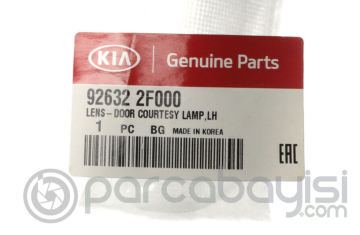 KIA Genuine Parts
92632 2F000
LENS-DOOR COURTESY LAMP,LH
1 PC BG MADE IN KOREA
EAC
parcabayisi
.com